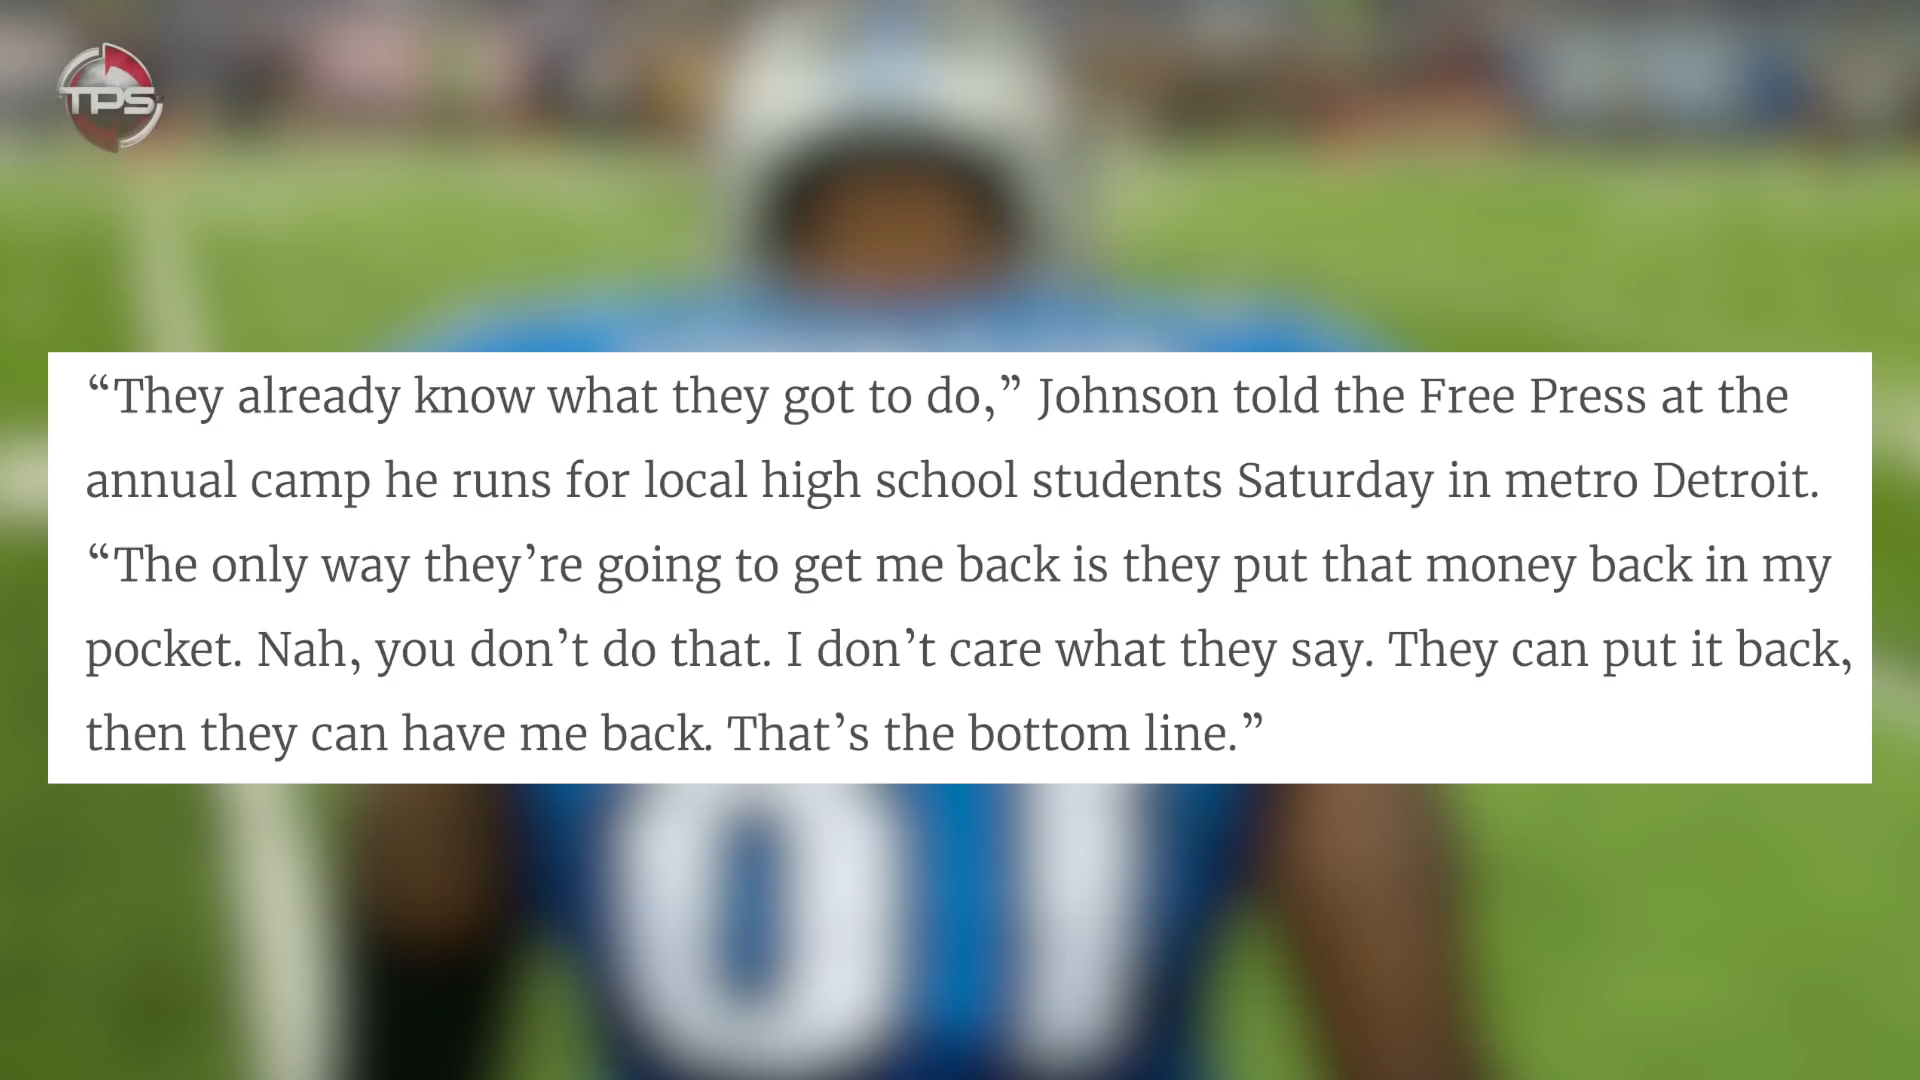 TPS
“They already know what they got to do,” Johnson told the Free Press at the
annual camp he runs for local high school students Saturday in metro Detroit.
“The only way they’re going to get me back is they put that money back in my
pocket. Nah, you don’t do that. I don’t care what they say. They can put it back,
then they can have me back. That’s the bottom line.”
81